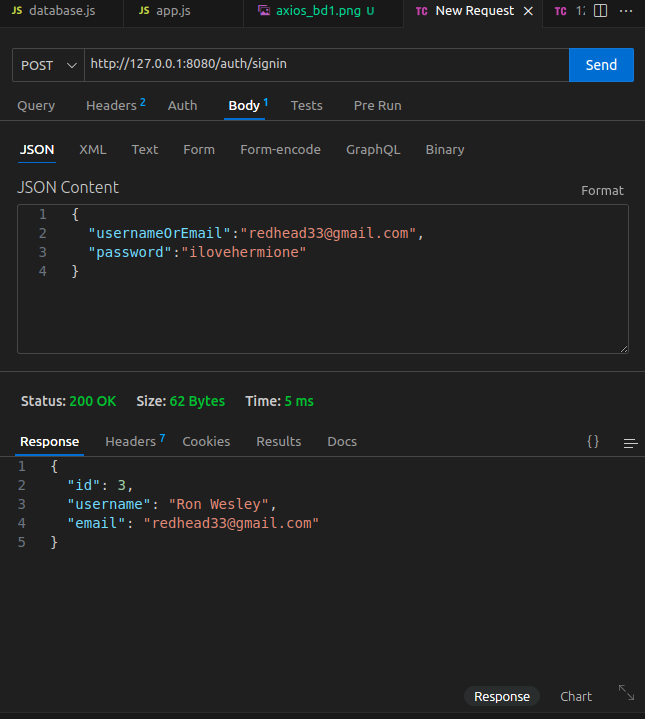 JS database.js JS app.js axios_bd1.png U TC New Request × TC ...
POST http://127.0.0.1:8080/auth/signin Send
Query Headers 2 Auth Body 1 Tests Pre Run
JSON XML Text Form Form-encode GraphQL Binary
JSON Content Format
1 {
2 "usernameOrEmail":"redhead33@gmail.com",
3 "password":"ilovehermione"
4 }
Status: 200 OK Size: 62 Bytes Time: 5 ms
Response Headers 7 Cookies Results Docs {}
1 {
2 "id": 3,
3 "username": "Ron Wesley",
4 "email": "redhead33@gmail.com"
5 }
Response Chart